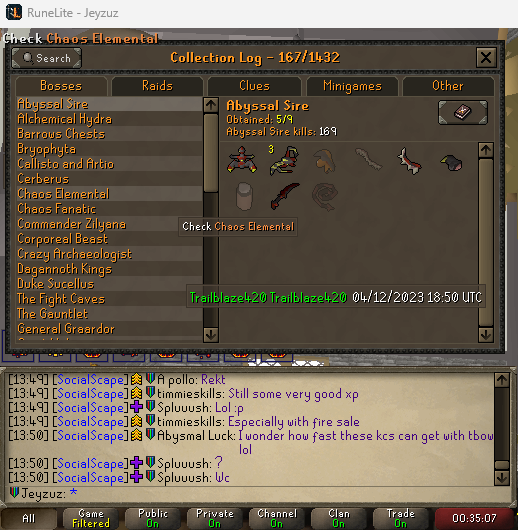 RuneLite - Jeyzuz
Check Chaos Elemental
Search
Collection Log - 167/1432
Bosses
Raids
Clues
Minigames
Other
Abyssal Sire
Alchemical Hydra
Barrows Chests
Bryophyta
Callisto and Artio
Cerberus
Chaos Elemental
Chaos Fanatic
Commander Zilyana
Corporeal Beast
Crazy Archaeologist
Dagannoth Kings
Duke Sucellus
The Fight Caves
The Gauntlet
General Graardor
Abyssal Sire
Obtained: 5/9
Abyssal Sire kills: 169
3
Check Chaos Elemental
Trailblaze420 Trailblaze420 04/12/2023 18:50 UTC
[13:49] [SocialScape] A pollo: Rekt
[13:49] [SocialScape] timmieskills: Still some very good xp
[13:49] [SocialScape] Spluuush: Lol :p
[13:49] [SocialScape] timmieskills: Especially with fire sale
[13:50] [SocialScape] Abysmal Luck: I wonder how fast these kcs can get with tbow
lol
[13:50] [SocialScape] Spluuush: ?
[13:50] [SocialScape] Spluuush: Wc
Jeyzuz: *
All
Game
Filtered
Public
On
Private
On
Channel
On
Clan
On
Trade
On
00:35:07